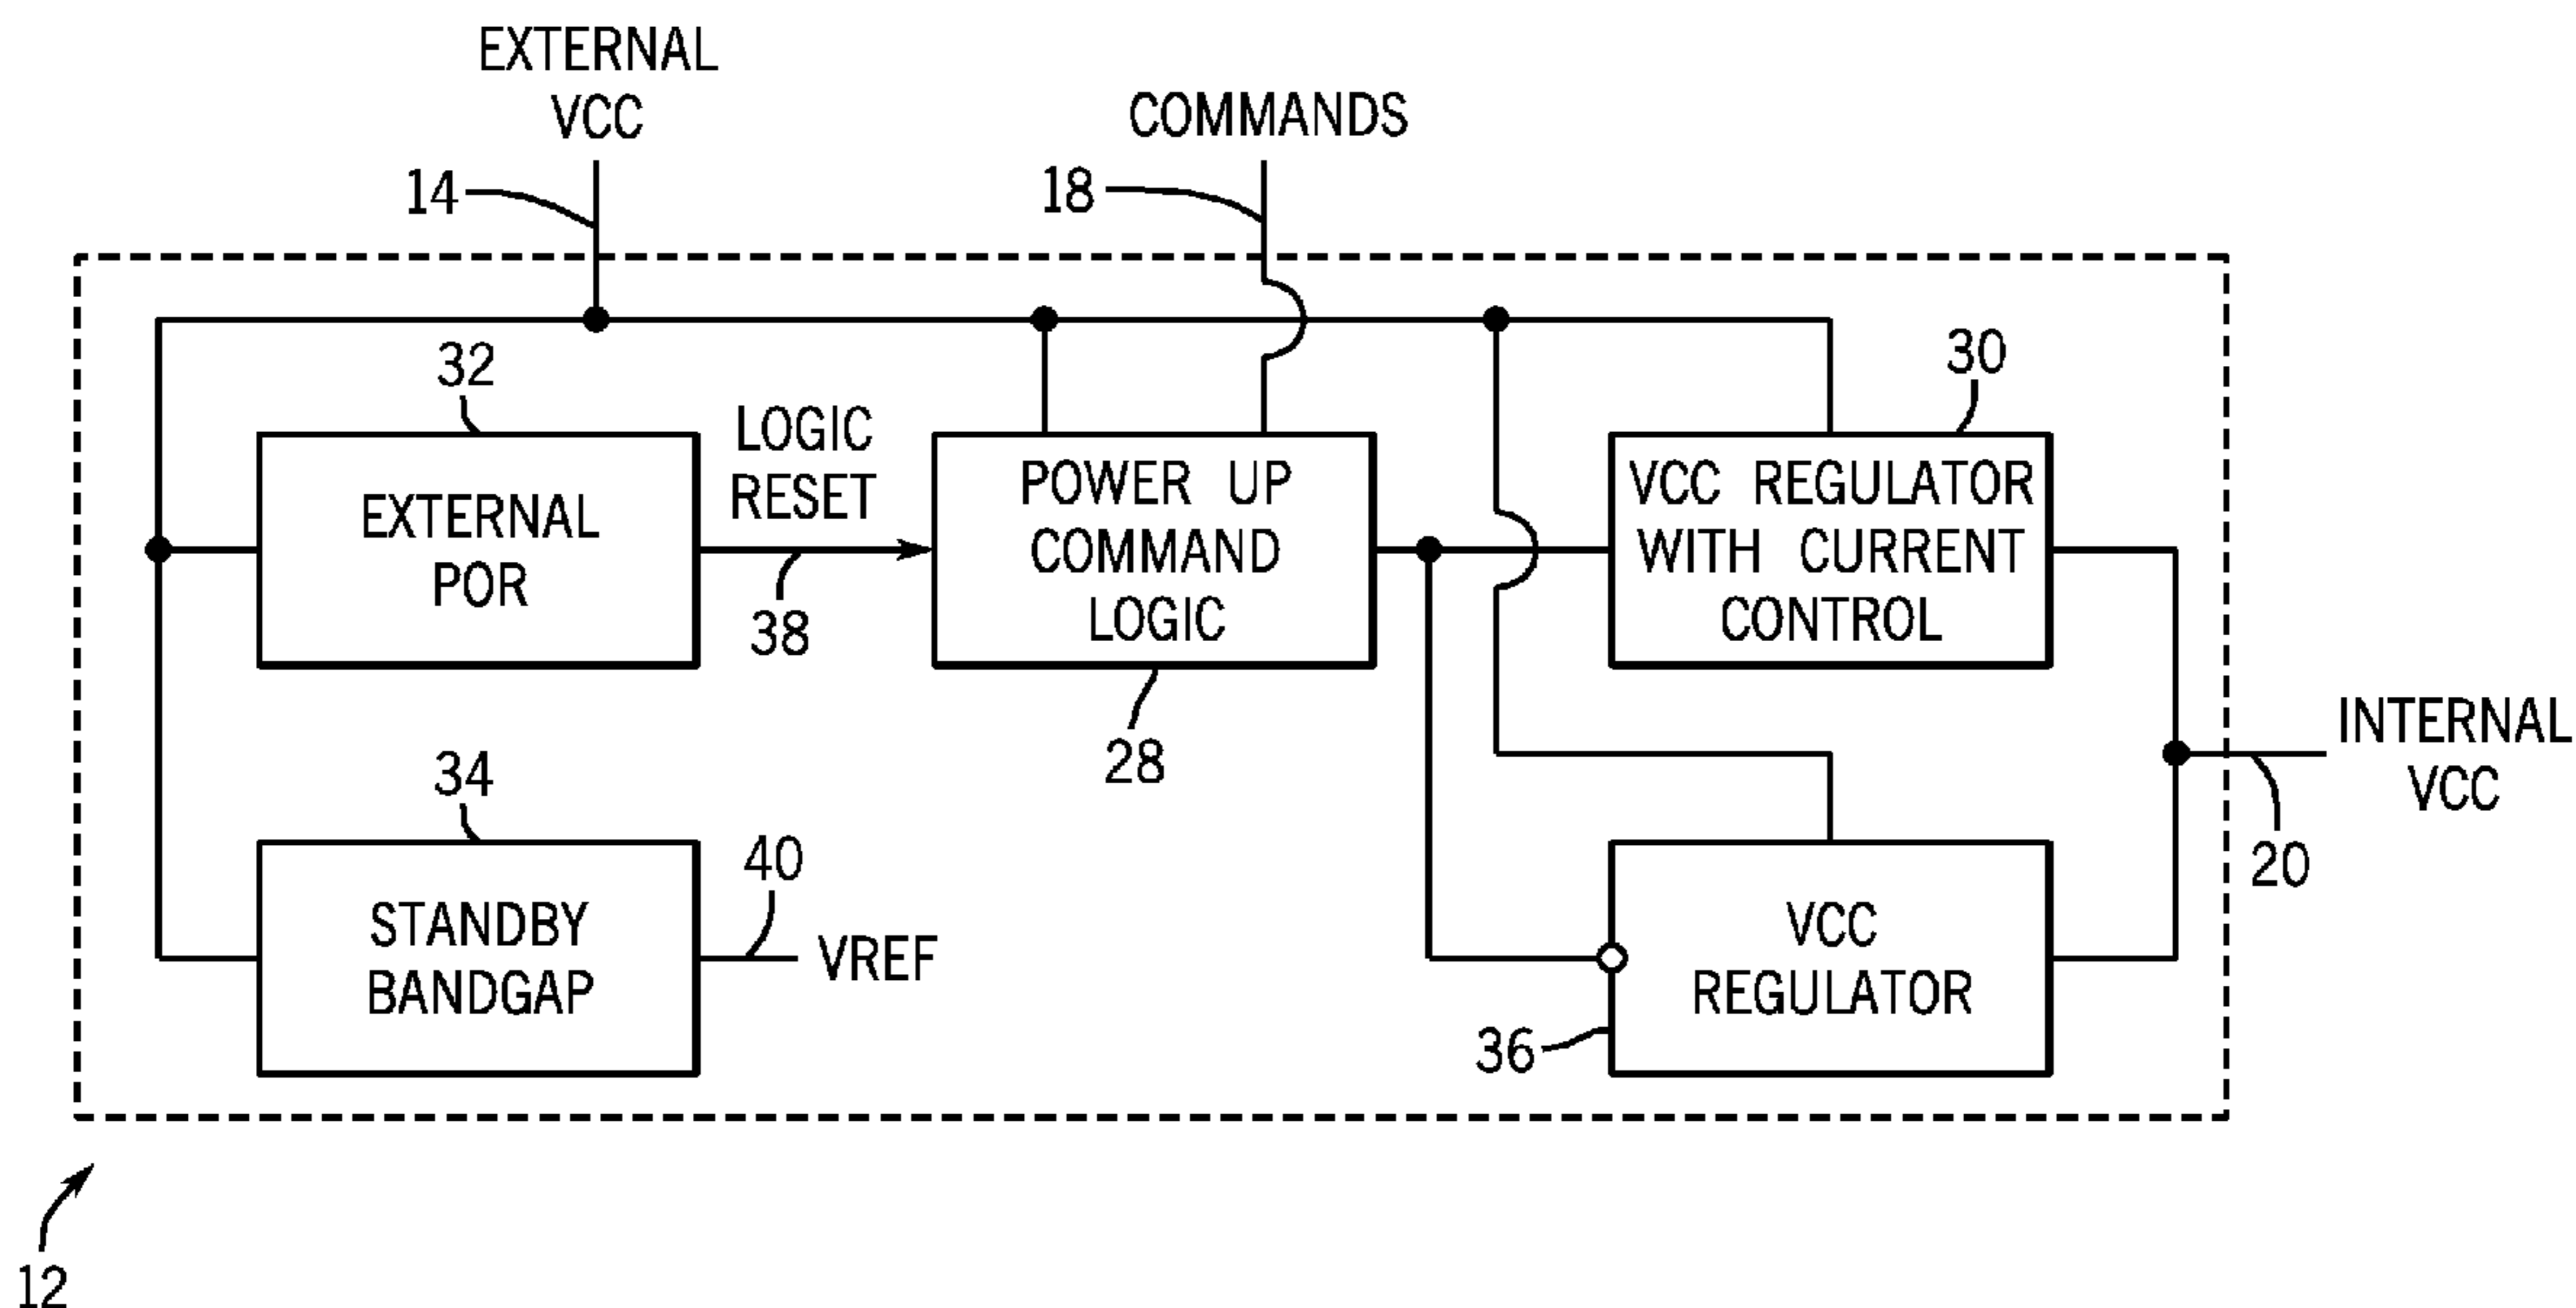 EXTERNAL
VCC
COMMANDS
14
18
32
30
LOGIC
RESET
EXTERNAL
POR
POWER UP
COMMAND
LOGIC
VCC REGULATOR
WITH CURRENT
CONTROL
38
28
INTERNAL
VCC
34
40
20
STANDBY
BANDGAP
VREF
VCC
REGULATOR
36
12